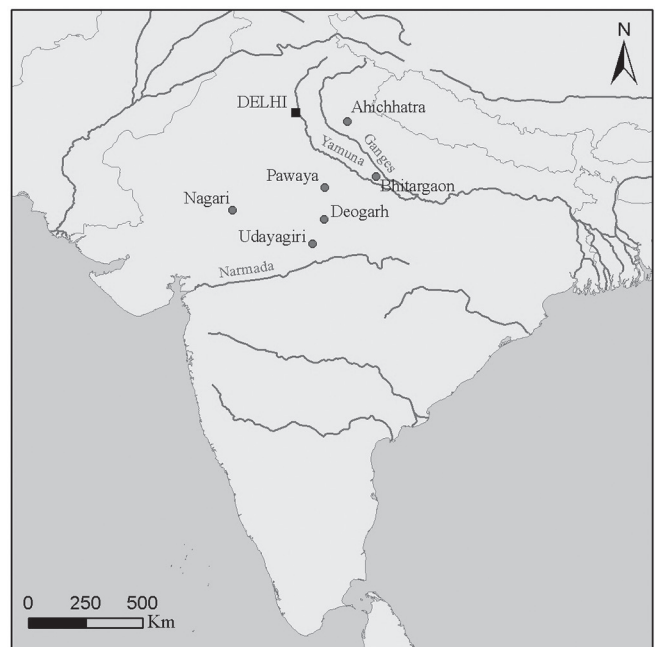 N
DELHI
Ahichhatra
Yamuna
Ganges
Pawaya
Bhitargaon
Nagari
Deogarh
Udayagiri
Narmada
0 250 500
Km